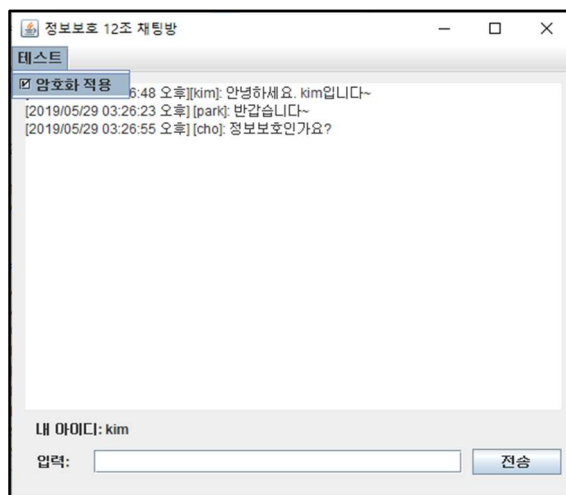 정보보호 12조 채팅방
테스트
암호화 적용
6:48 오후][kim]: 안녕하세요. kim입니다~
[2019/05/29 03:26:23 오후] [park]: 반갑습니다~
[2019/05/29 03:26:55 오후] [cho]: 정보보호인가요?
내 아이디: kim
입력:
전송